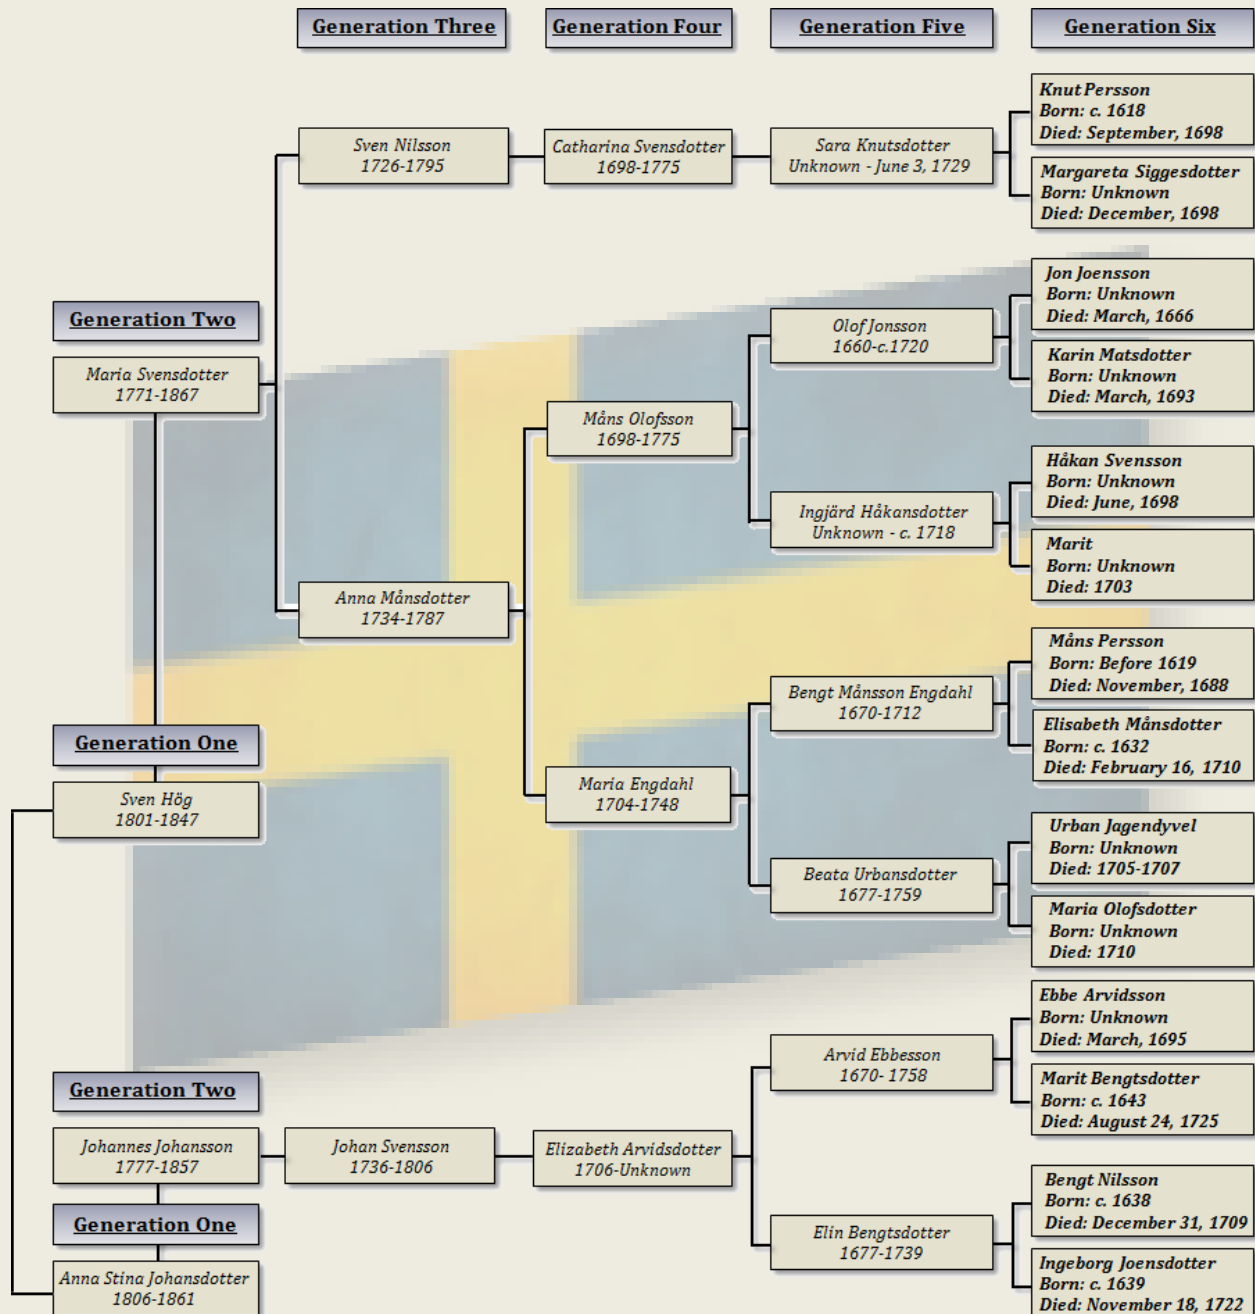 Generation Three
Generation Four
Generation Five
Generation Six
Knut Persson
Born: c. 1618
Died: September, 1698
Sven Nilsson
1726-1795
Catharina Svensdotter
1698-1775
Sara Knutsdotter
Unknown - June 3, 1729
Margareta Siggesdotter
Born: Unknown
Died: December, 1698
Jon Joensson
Born: Unknown
Died: March, 1666
Generation Two
Olof Jonsson
1660-c.1720
Maria Svensdotter
1771-1867
Karin Matsdotter
Born: Unknown
Died: March, 1693
Måns Olofsson
1698-1775
Håkan Svensson
Born: Unknown
Died: June, 1698
Ingjärd Håkansdotter
Unknown - c. 1718
Marit
Born: Unknown
Died: 1703
Anna Månsdotter
1734-1787
Måns Persson
Born: Before 1619
Died: November, 1688
Bengt Månsson Engdahl
1670-1712
Elisabeth Månsdotter
Born: c. 1632
Died: February 16, 1710
Generation One
Sven Hög
1801-1847
Maria Engdahl
1704-1748
Urban Jagendyvel
Born: Unknown
Died: 1705-1707
Beata Urbansdotter
1677-1759
Maria Olofsdotter
Born: Unknown
Died: 1710
Ebbe Arvidsson
Born: Unknown
Died: March, 1695
Arvid Ebbesson
1670- 1758
Generation Two
Marit Bengtsdotter
Born: c. 1643
Died: August 24, 1725
Johannes Johansson
1777-1857
Johan Svensson
1736-1806
Elizabeth Arvidsdotter
1706-Unknown
Bengt Nilsson
Born: c. 1638
Died: December 31, 1709
Generation One
Elin Bengtsdotter
1677-1739
Anna Stina Johansdotter
1806-1861
Ingeborg Joensdotter
Born: c. 1639
Died: November 18, 1722